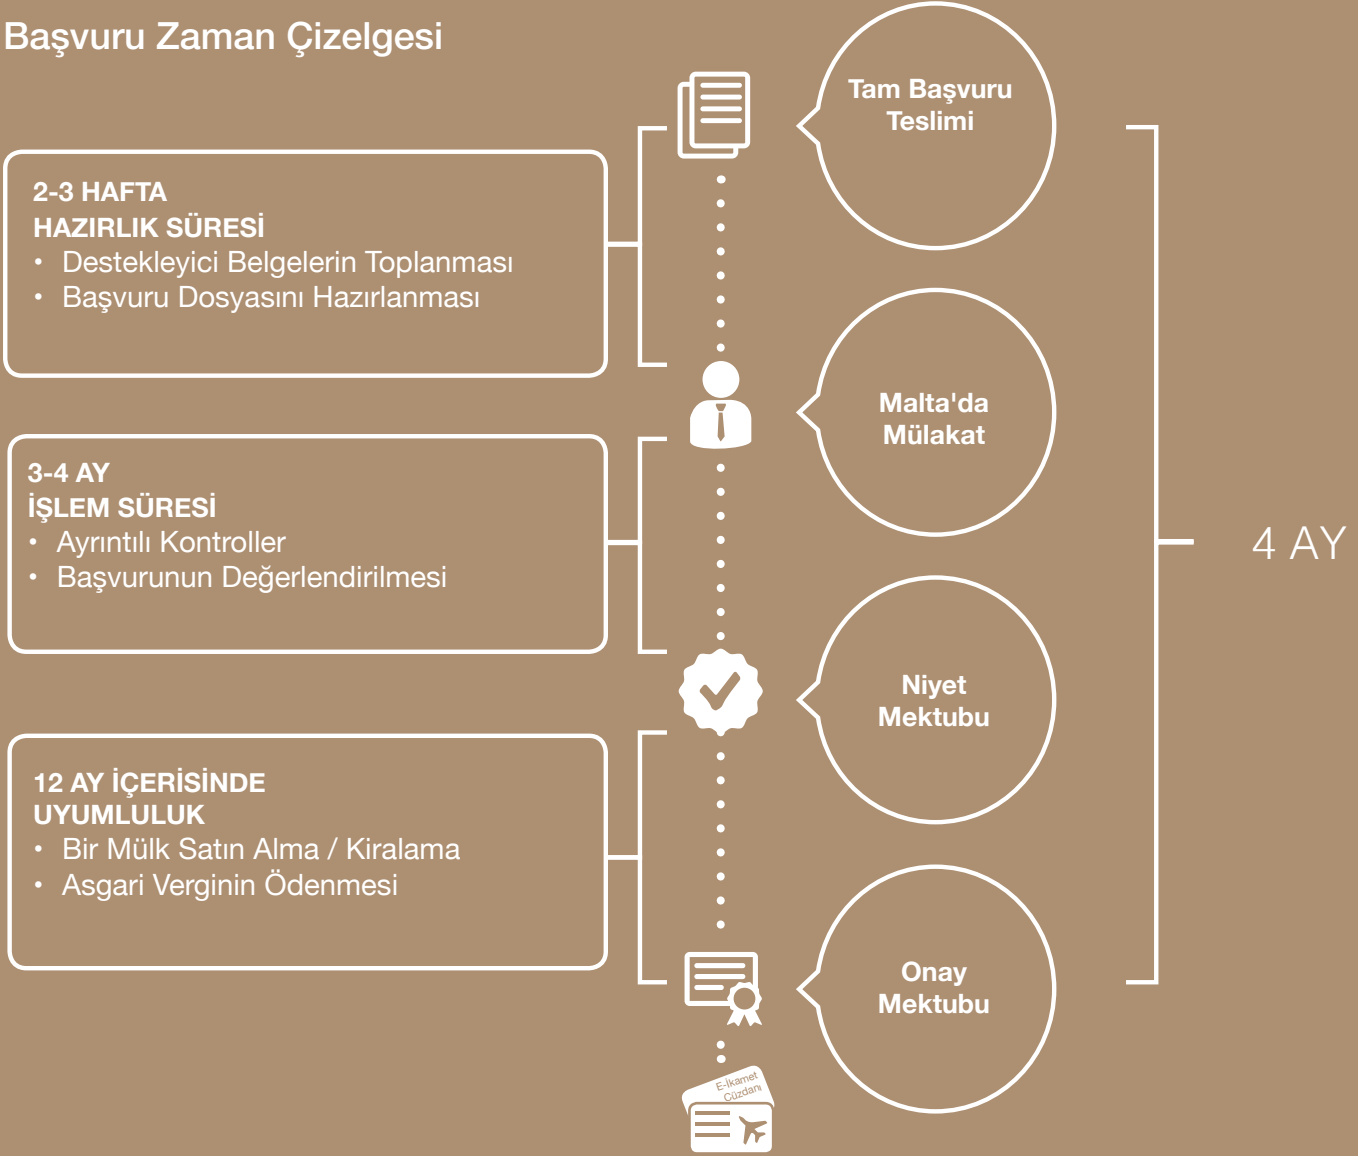 Başvuru Zaman Çizelgesi
Tam Başvuru
Teslimi
2-3 HAFTA
HAZIRLIK SÜRESİ
• Destekleyici Belgelerin Toplanması
• Başvuru Dosyasını Hazırlanması
Malta'da
Mülakat
3-4 AY
İŞLEM SÜRESİ
• Ayrıntılı Kontroller
• Başvurunun Değerlendirilmesi
4 AY
Niyet
Mektubu
12 AY İÇERİSİNDE
UYUMLULUK
• Bir Mülk Satın Alma / Kiralama
• Asgari Verginin Ödenmesi
Onay
Mektubu
E-İkamet
Cüzdanı